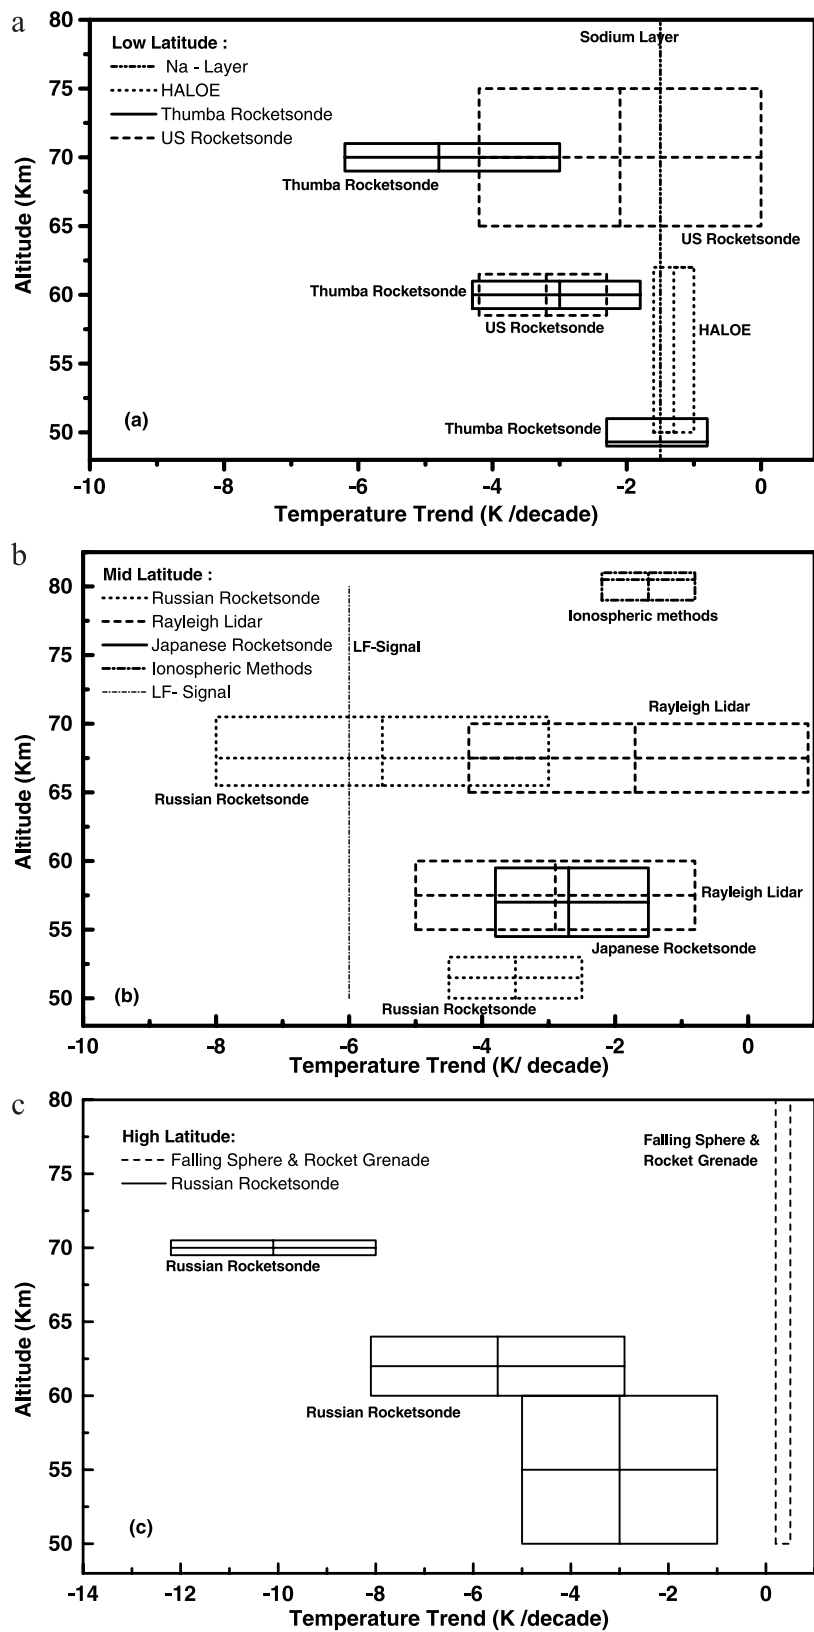 a
80
75
70
65
60
55
50
Altitude (Km)
Low Latitude :
Na - Layer
HALOE
Thumba Rocketsonde
US Rocketsonde
Sodium Layer
Thumba Rocketsonde
US Rocketsonde
Thumba Rocketsonde
US Rocketsonde
HALOE
Thumba Rocketsonde
(a)
-10 -8 -6 -4 -2 0
Temperature Trend (K /decade)
b
80
75
70
65
60
55
50
Altitude (Km)
Mid Latitude :
Russian Rocketsonde
Rayleigh Lidar
Japanese Rocketsonde
Ionospheric Methods
LF- Signal
Ionospheric methods
LF-Signal
Rayleigh Lidar
Russian Rocketsonde
Rayleigh Lidar
Japanese Rocketsonde
Russian Rocketsonde
(b)
-10 -8 -6 -4 -2 0
Temperature Trend (K/ decade)
c
80
75
70
65
60
55
50
Altitude (Km)
High Latitude:
Falling Sphere & Rocket Grenade
Russian Rocketsonde
Falling Sphere &
Rocket Grenade
Russian Rocketsonde
Russian Rocketsonde
(c)
-14 -12 -10 -8 -6 -4 -2 0
Temperature Trend (K /decade)